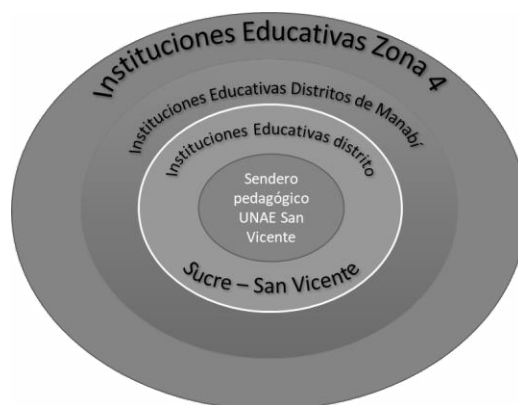 Instituciones Educativas Zona 4
Instituciones Educativas Distritos de Manabí
Instituciones Educativas distrito
Sendero
pedagógico
UNAE San
Vicente
Sucre – San Vicente